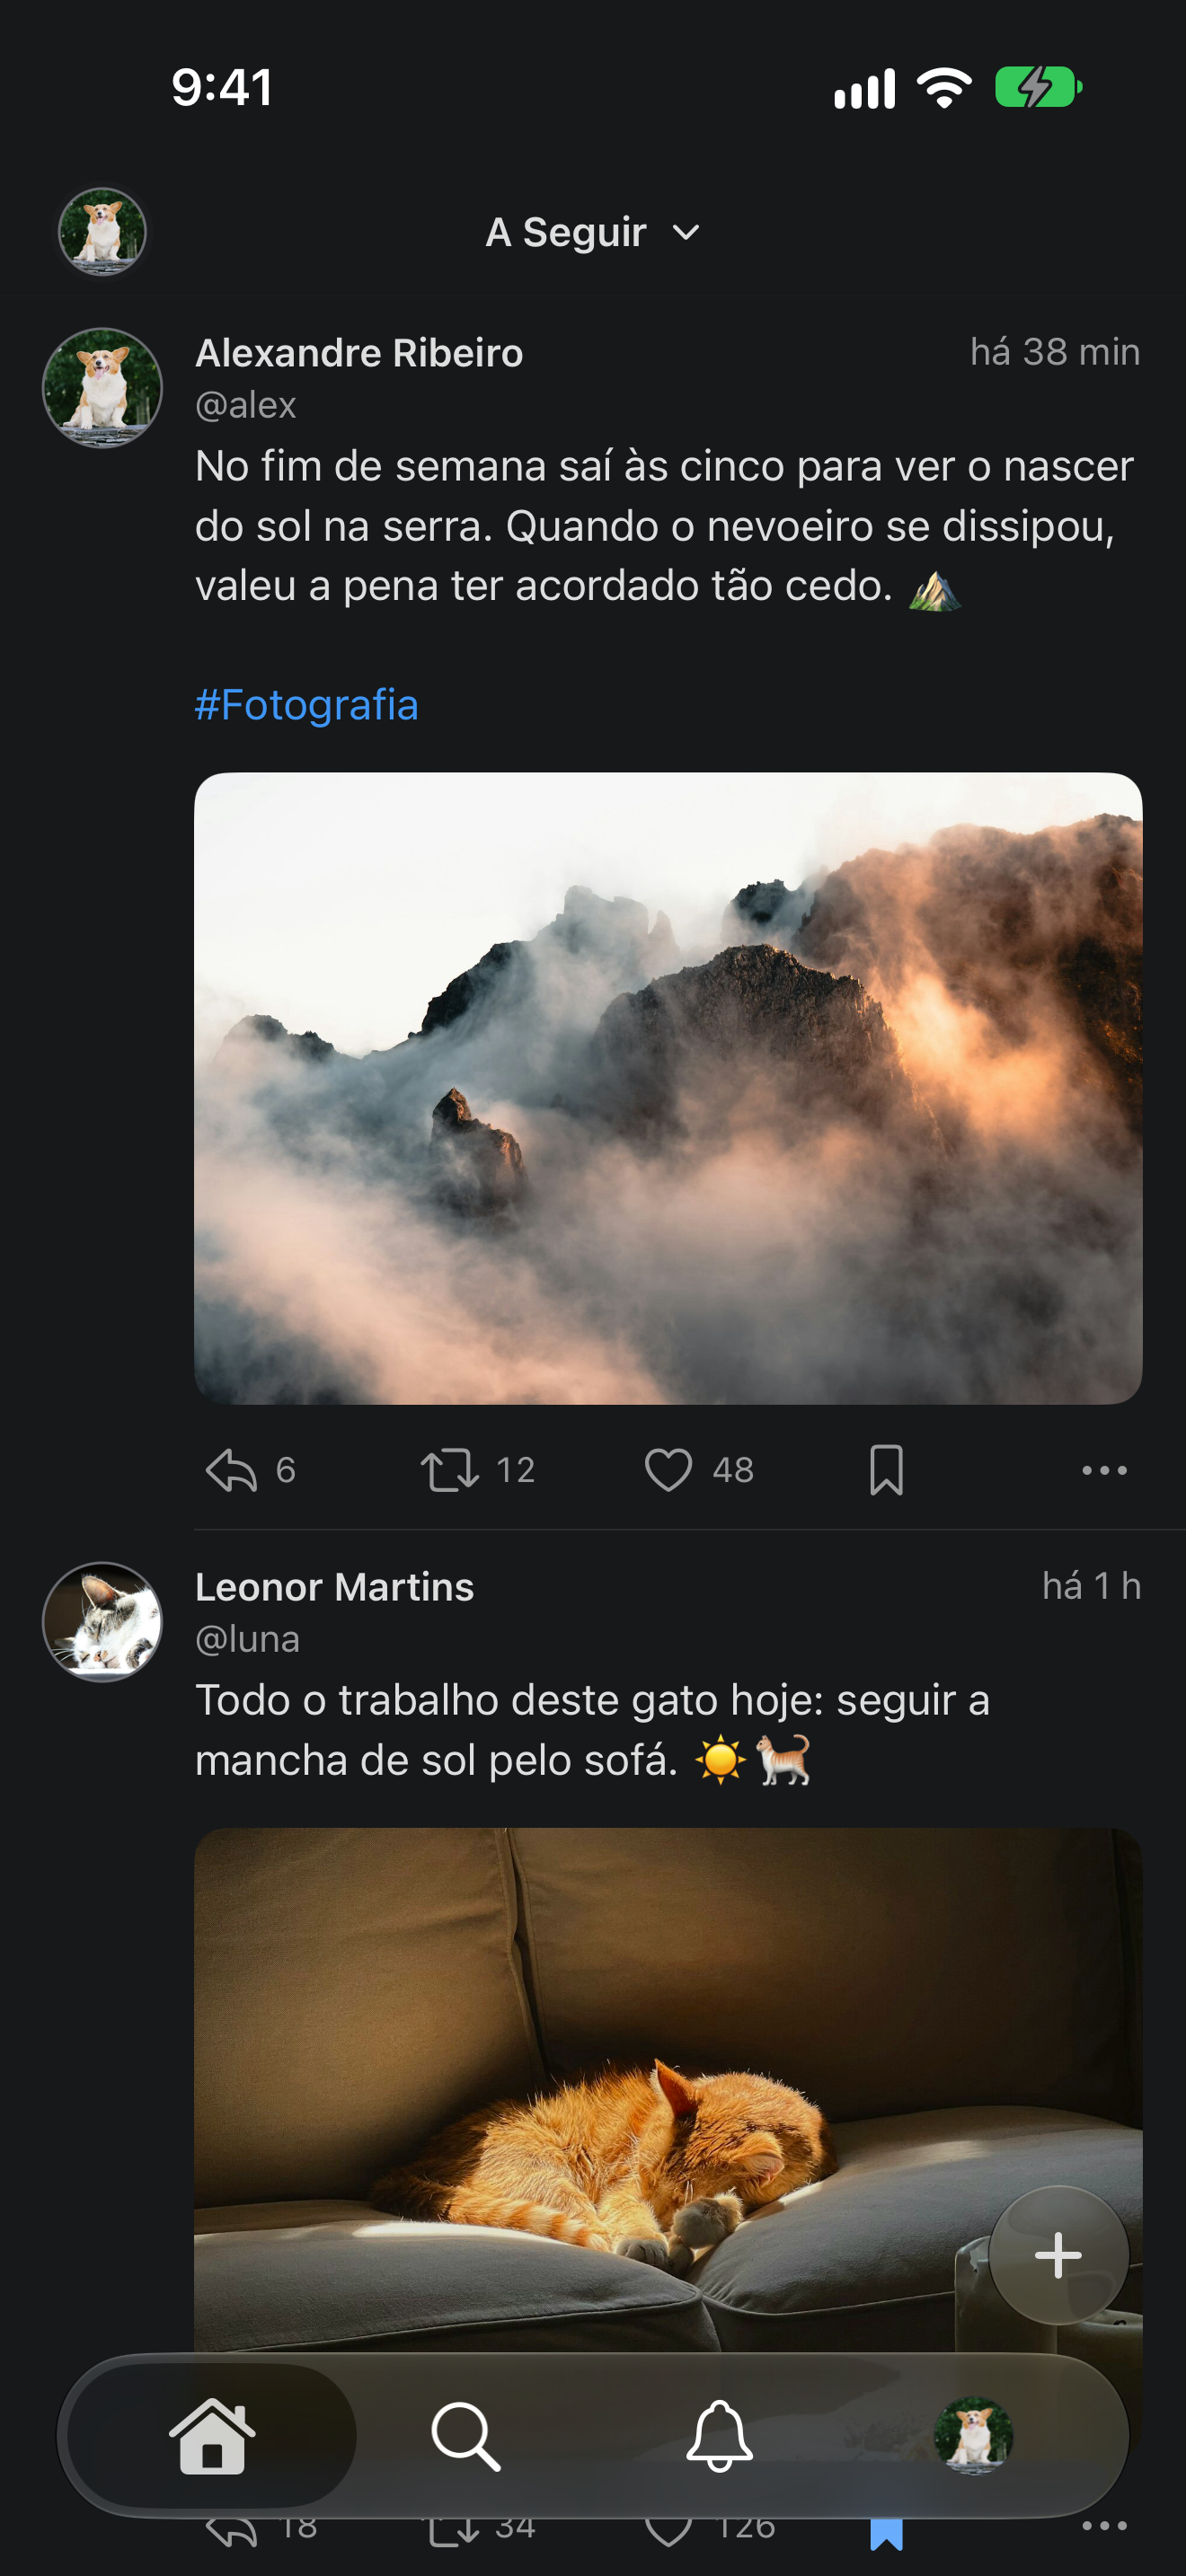 9:41
A Seguir
Alexandre Ribeiro
há 38 min
@alex
No fim de semana saí às cinco para ver o nascer
do sol na serra. Quando o nevoeiro se dissipou,
valeu a pena ter acordado tão cedo. ⛰️
#Fotografia
6 12 48
Leonor Martins
há 1 h
@luna
Todo o trabalho deste gato hoje: seguir a
mancha de sol pelo sofá. ☀️🐈
18 34 126